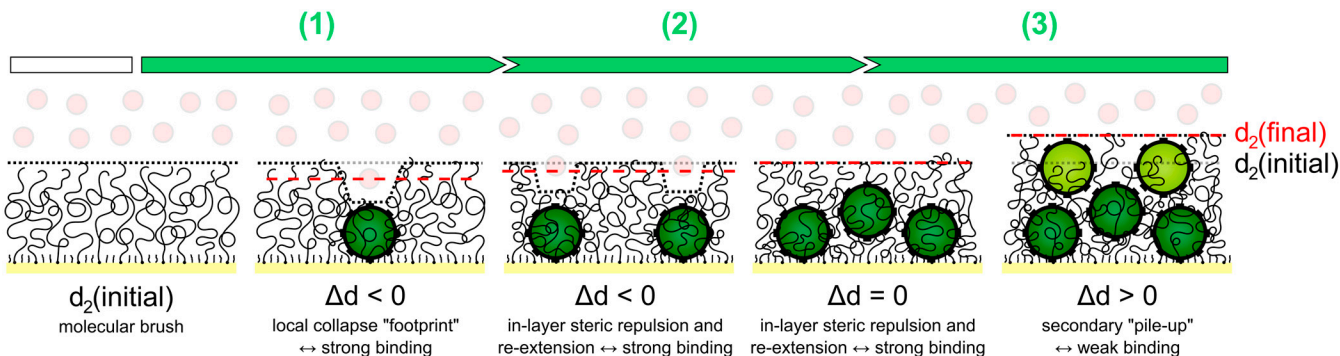 (1)
(2)
(3)
d₂(final)
d₂(initial)
d₂(initial)
molecular brush
Δd < 0
local collapse "footprint"
↔ strong binding
Δd < 0
in-layer steric repulsion and
re-extension ↔ strong binding
Δd = 0
in-layer steric repulsion and
re-extension ↔ strong binding
Δd > 0
secondary "pile-up"
↔ weak binding